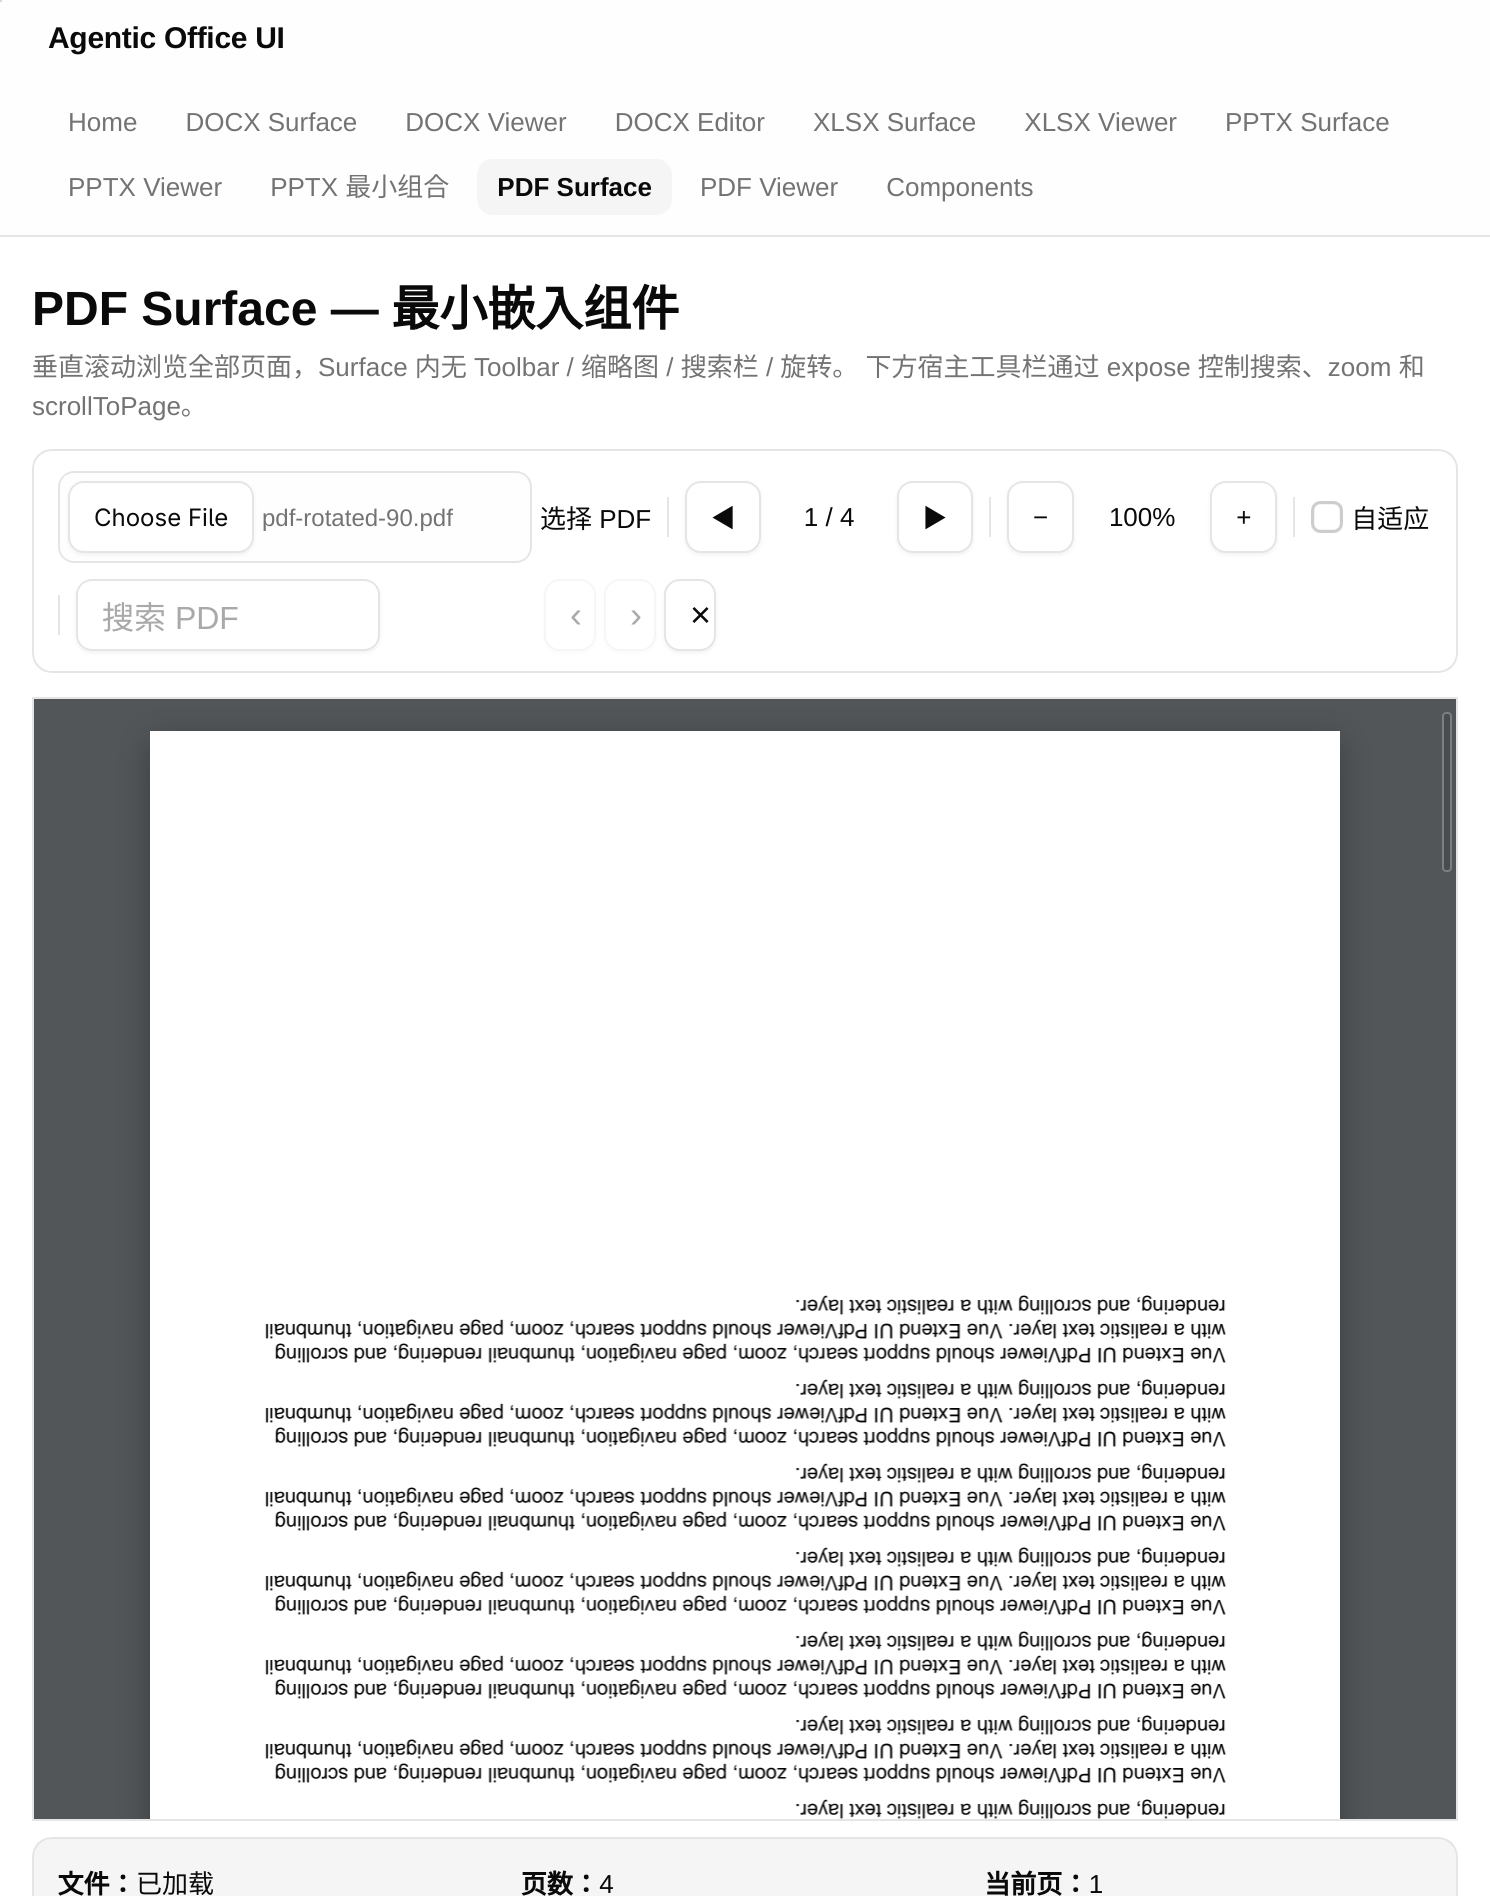 Agentic Office UI
Home DOCX Surface DOCX Viewer DOCX Editor XLSX Surface XLSX Viewer PPTX Surface
PPTX Viewer PPTX 最小组合 PDF Surface PDF Viewer Components
PDF Surface — 最小嵌入组件
垂直滚动浏览全部页面，Surface 内无 Toolbar / 缩略图 / 搜索栏 / 旋转。 下方宿主工具栏通过 expose 控制搜索、zoom 和
scrollToPage。
Choose File pdf-rotated-90.pdf 选择 PDF ◀ 1 / 4 ▶ − 100% + 自适应
搜索 PDF ‹ › ✕
rendering, and scrolling with a realistic text layer.
Vue Extend UI PdfViewer should support search, zoom, page navigation, thumbnail rendering, and scrolling
with a realistic text layer. Vue Extend UI PdfViewer should support search, zoom, page navigation, thumbnail
rendering, and scrolling with a realistic text layer.
Vue Extend UI PdfViewer should support search, zoom, page navigation, thumbnail rendering, and scrolling
with a realistic text layer. Vue Extend UI PdfViewer should support search, zoom, page navigation, thumbnail
rendering, and scrolling with a realistic text layer.
Vue Extend UI PdfViewer should support search, zoom, page navigation, thumbnail rendering, and scrolling
with a realistic text layer. Vue Extend UI PdfViewer should support search, zoom, page navigation, thumbnail
rendering, and scrolling with a realistic text layer.
Vue Extend UI PdfViewer should support search, zoom, page navigation, thumbnail rendering, and scrolling
with a realistic text layer. Vue Extend UI PdfViewer should support search, zoom, page navigation, thumbnail
rendering, and scrolling with a realistic text layer.
Vue Extend UI PdfViewer should support search, zoom, page navigation, thumbnail rendering, and scrolling
with a realistic text layer. Vue Extend UI PdfViewer should support search, zoom, page navigation, thumbnail
rendering, and scrolling with a realistic text layer.
Vue Extend UI PdfViewer should support search, zoom, page navigation, thumbnail rendering, and scrolling
with a realistic text layer. Vue Extend UI PdfViewer should support search, zoom, page navigation, thumbnail
rendering, and scrolling with a realistic text layer.
文件：已加载 页数：4 当前页：1